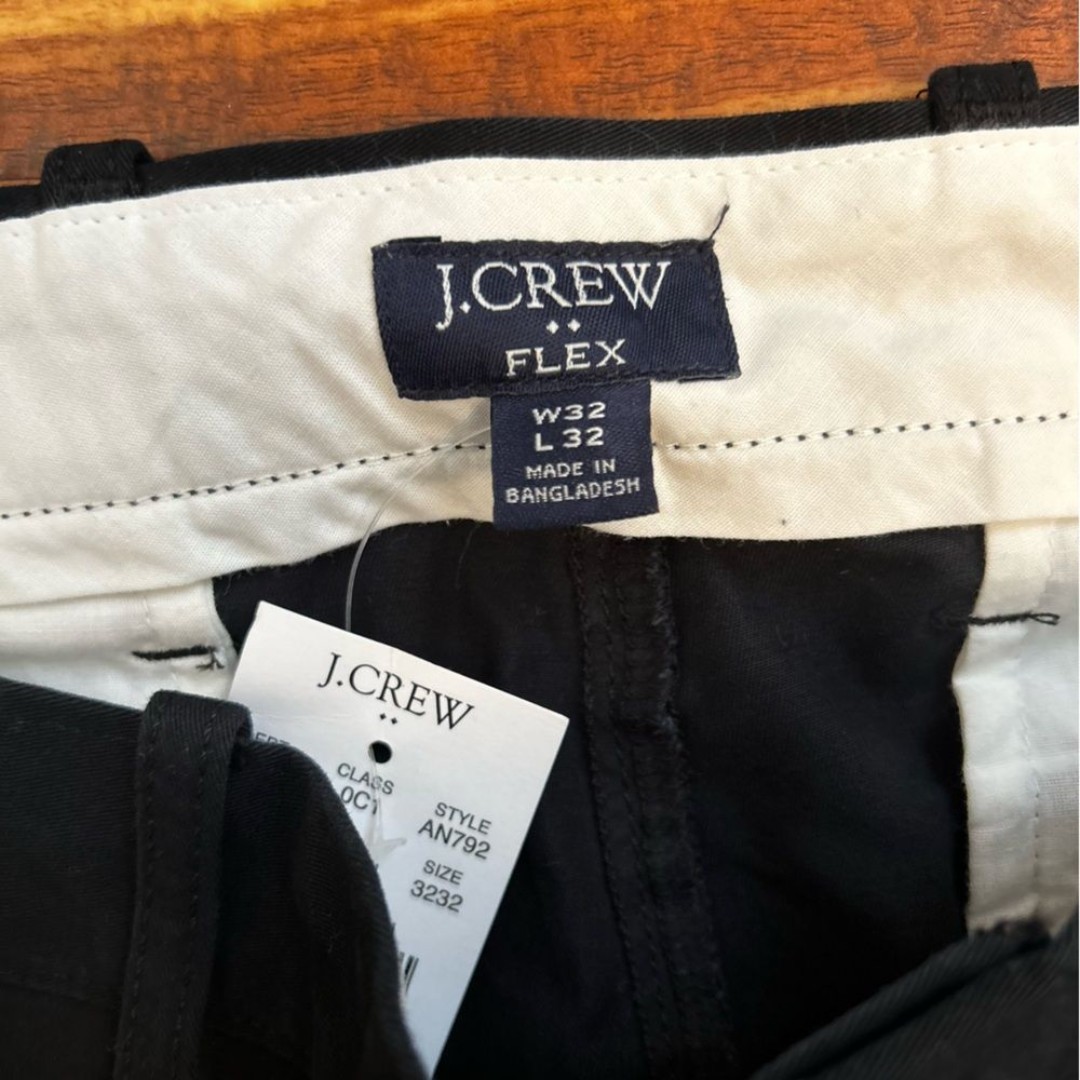 J.CREW
FLEX
W32
L 32
MADE IN
BANGLADESH
J.CREW
CLASS
STYLE
AN792
SIZE
3232